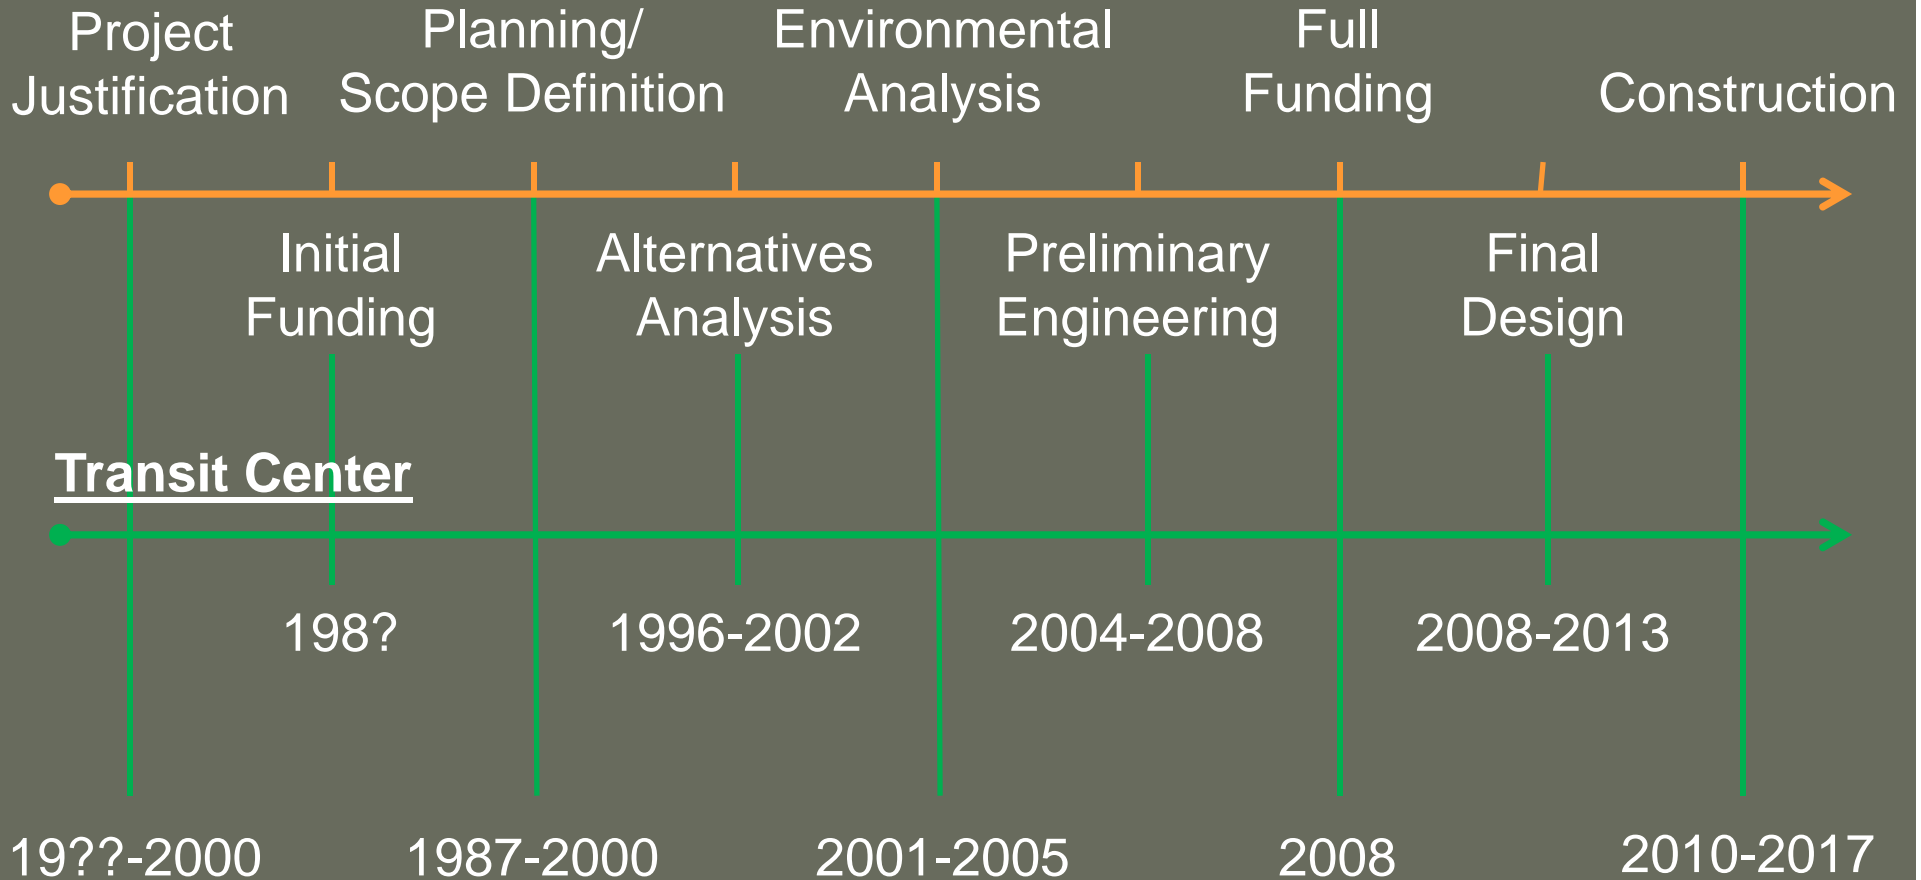 Project
Justification
Planning/
Scope Definition
Environmental
Analysis
Full
Funding
Construction
Initial
Funding
Alternatives
Analysis
Preliminary
Engineering
Final
Design
Transit Center
198?
1996-2002
2004-2008
2008-2013
19??-2000
1987-2000
2001-2005
2008
2010-2017